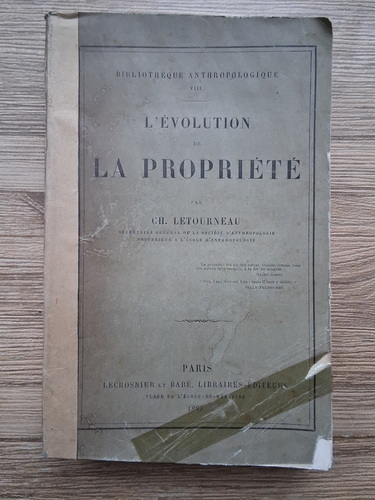 BIBLIOTHÈQUE ANTHROPOLOGIQUE
VIII
L'ÉVOLUTION
DE
LA PROPRIÉTÉ
PAR
CH. LETOURNEAU
SECRÉTAIRE GÉNÉRAL DE LA SOCIÉTÉ D'ANTHROPOLOGIE
PROFESSEUR A L'ÉCOLE D'ANTHROPOLOGIE
PARIS
LECROSNIER ET BABÉ, LIBRAIRES-ÉDITEURS
PLACE DE L'ÉCOLE-DE-MÉDECINE